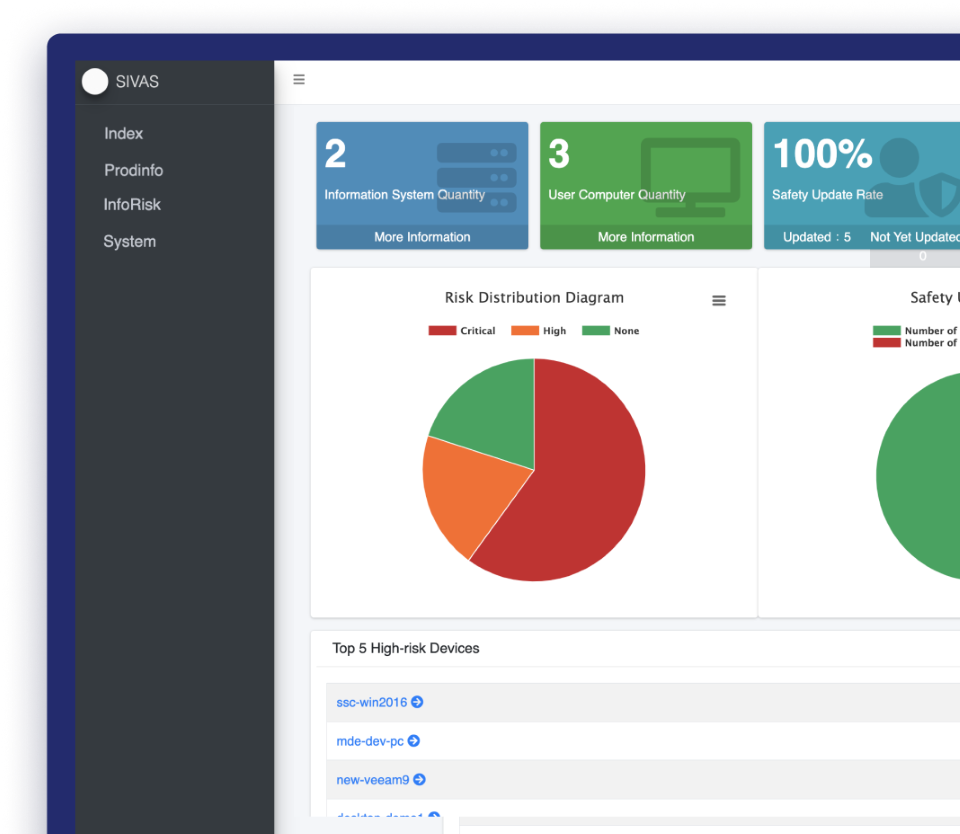 SIVAS
Index
Prodinfo
InfoRisk
System
2
Information System Quantity
More Information
3
User Computer Quantity
More Information
100%
Safety Update Rate
Updated : 5 Not Yet Updated
0
Risk Distribution Diagram
Critical High None
Safety
Number of
Number of
Top 5 High-risk Devices
ssc-win2016
mde-dev-pc
new-veeam9